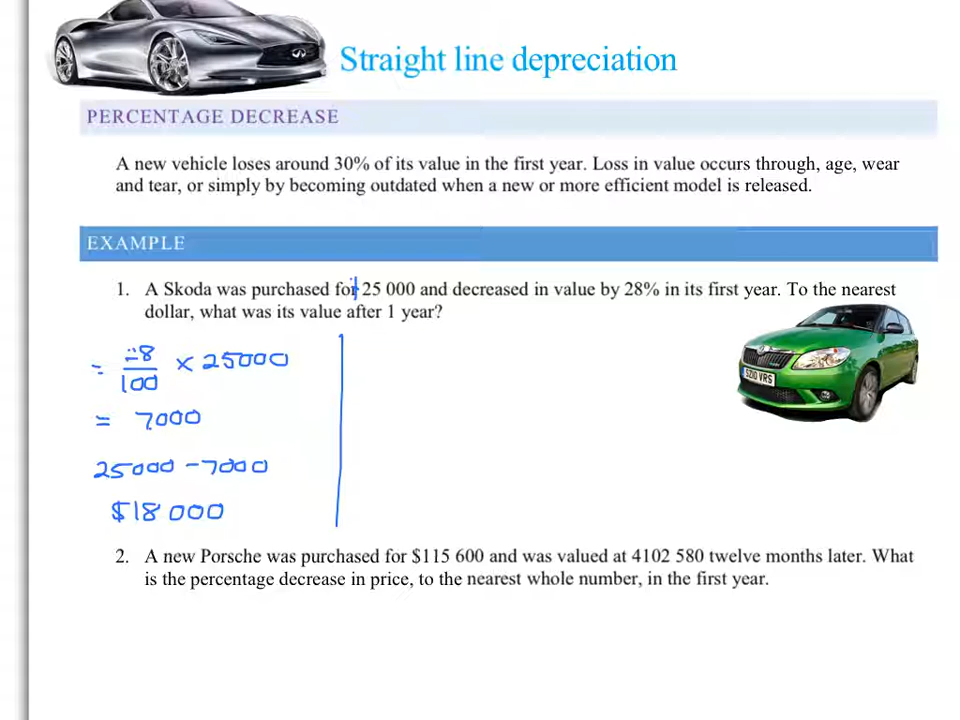 Straight line depreciation
PERCENTAGE DECREASE
A new vehicle loses around 30% of its value in the first year. Loss in value occurs through, age, wear
and tear, or simply by becoming outdated when a new or more efficient model is released.
EXAMPLE
1. A Skoda was purchased for 25 000 and decreased in value by 28% in its first year. To the nearest
dollar, what was its value after 1 year?
= 28/100 × 25000
= 7000
25000 - 7000
$18 000
SZ10 VRS
2. A new Porsche was purchased for $115 600 and was valued at 4102 580 twelve months later. What
is the percentage decrease in price, to the nearest whole number, in the first year.